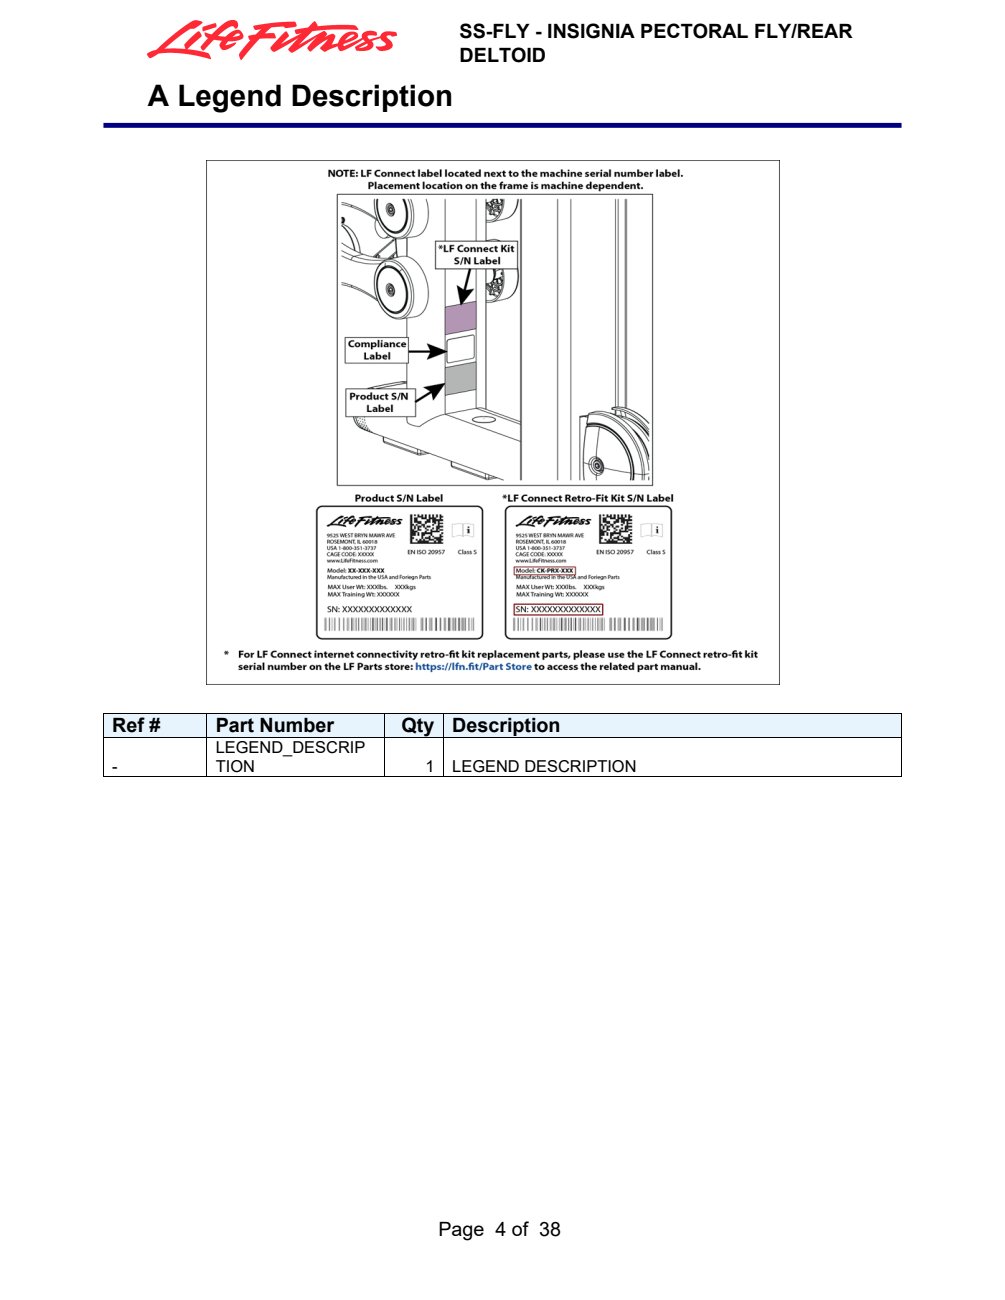 Life Fitness
SS-FLY - INSIGNIA PECTORAL FLY/REAR
DELTOID
A Legend Description
NOTE: LF Connect label located next to the machine serial number label.
Placement location on the frame is machine dependent.
*LF Connect Kit
S/N Label
Compliance
Label
Product S/N
Label
Product S/N Label
Life Fitness
9525 WEST BRYN MAWR AVE
ROSEMONT, IL 60018
USA 1-800-351-3737
CAGE CODE: XXXXX
www.LifeFitness.com
EN ISO 20957 Class S
Model: XX-XXX-XXX
Manufactured in the USA and Foriegn Parts
MAX User Wt: XXXlbs. XXXkgs
MAX Training Wt: XXXXXX
SN: XXXXXXXXXXXXX
*LF Connect Retro-Fit Kit S/N Label
Life Fitness
9525 WEST BRYN MAWR AVE
ROSEMONT, IL 60018
USA 1-800-351-3737
CAGE CODE: XXXXX
www.LifeFitness.com
EN ISO 20957 Class S
Model: CK-PRX-XXX
Manufactured in the USA and Foriegn Parts
MAX User Wt: XXXlbs. XXXkgs
MAX Training Wt: XXXXXX
SN: XXXXXXXXXXXXX
* For LF Connect internet connectivity retro-fit kit replacement parts, please use the LF Connect retro-fit kit
serial number on the LF Parts store: https://lfn.fit/Part Store to access the related part manual.
Ref # Part Number Qty Description
LEGEND_DESCRIP
- TION 1 LEGEND DESCRIPTION
Page 4 of 38